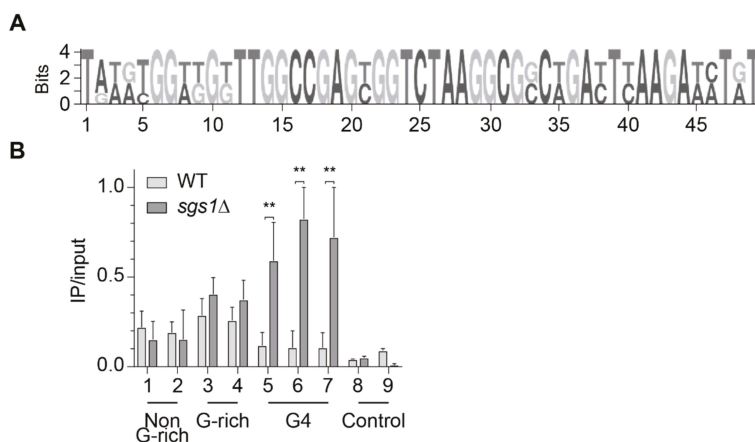 A
Bits
4
2
0
TATGTGGTTGTTTGGCCGAGTGGTCTAAGGCGGCTGATTTAAGATCTGT
1 5 10 15 20 25 30 35 40 45
B
WT
sgs1Δ
** ** **
IP/input
1.0
0.5
0.0
1 2 3 4 5 6 7 8 9
Non G-rich G-rich G4 Control